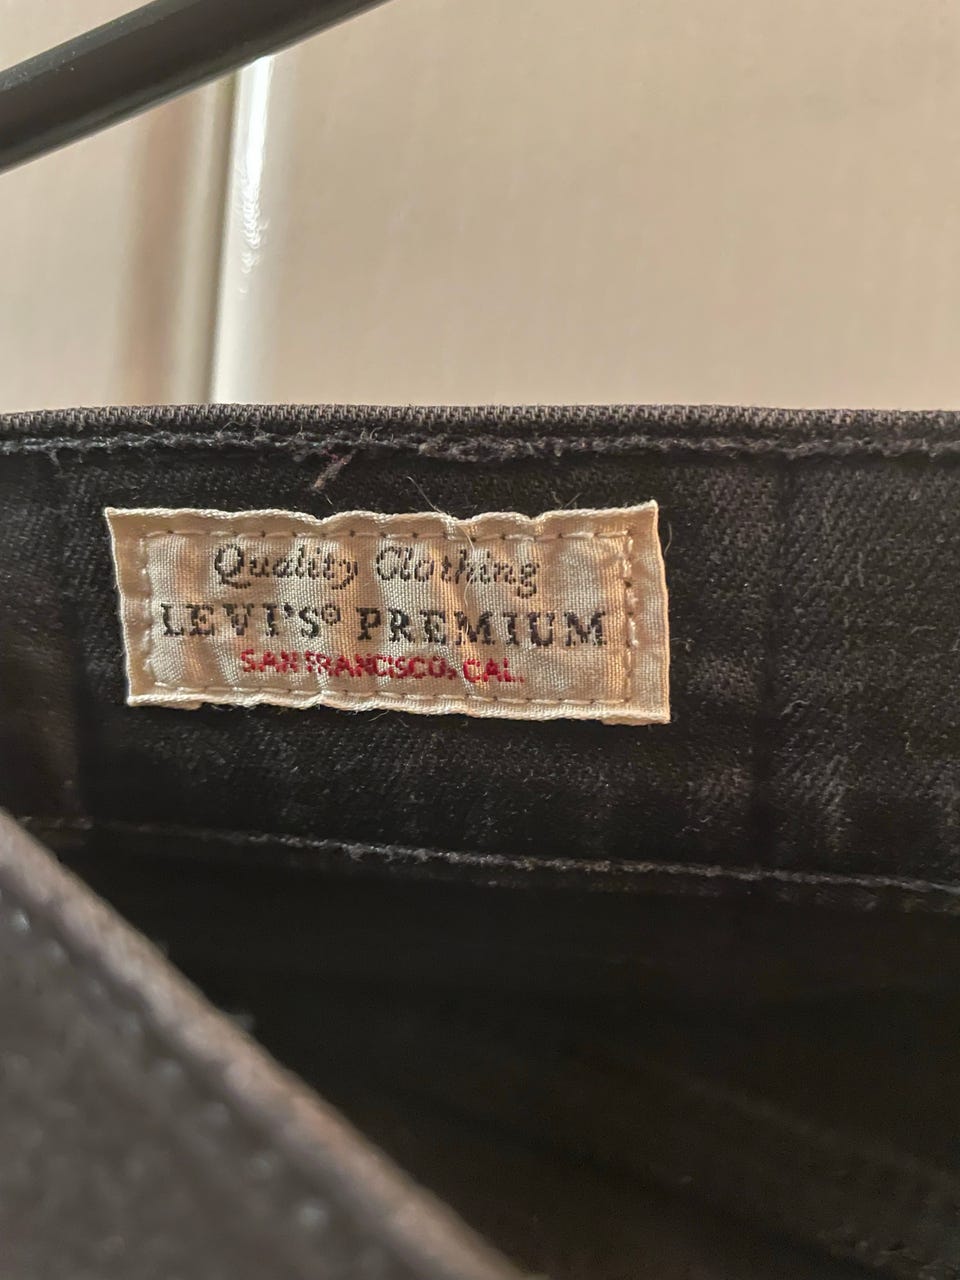 Quality Clothing
LEVI'S® PREMIUM
SAN FRANCISCO, CAL.